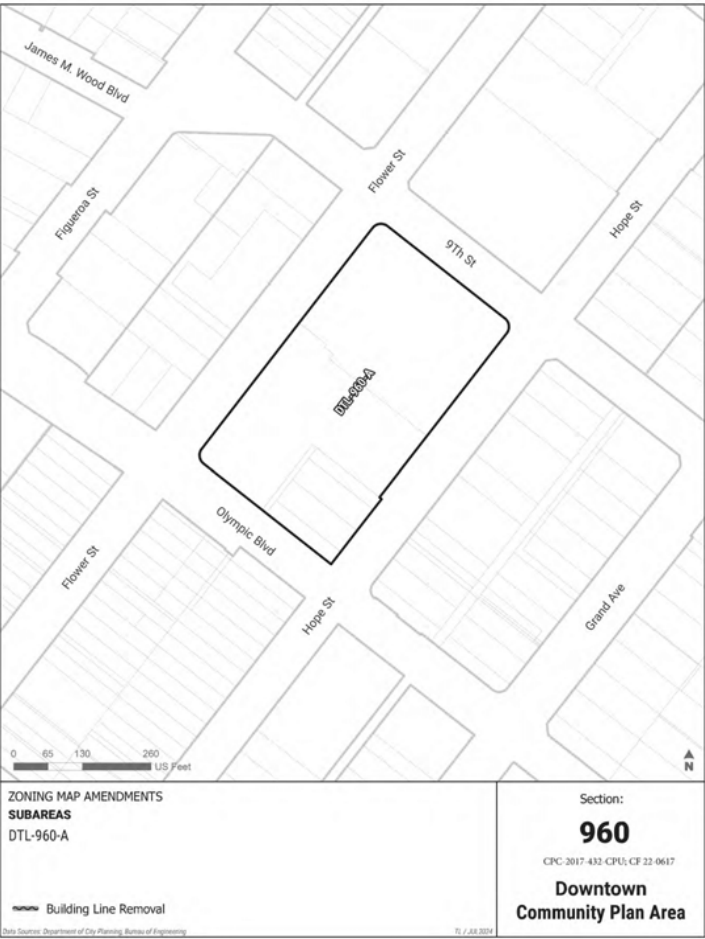 James M. Wood Blvd
Flower St
Figueroa St
Hope St
9Th St
DTL-960-A
Olympic Blvd
Flower St
Hope St
Grand Ave
0 65 130 260
US Feet
N
ZONING MAP AMENDMENTS
SUBAREAS
DTL-960-A
Building Line Removal
Data Sources: Department of City Planning, Bureau of Engineering
TL / JUL 2024
Section:
960
CPC-2017-432-CPU; CF 22-0617
Downtown
Community Plan Area